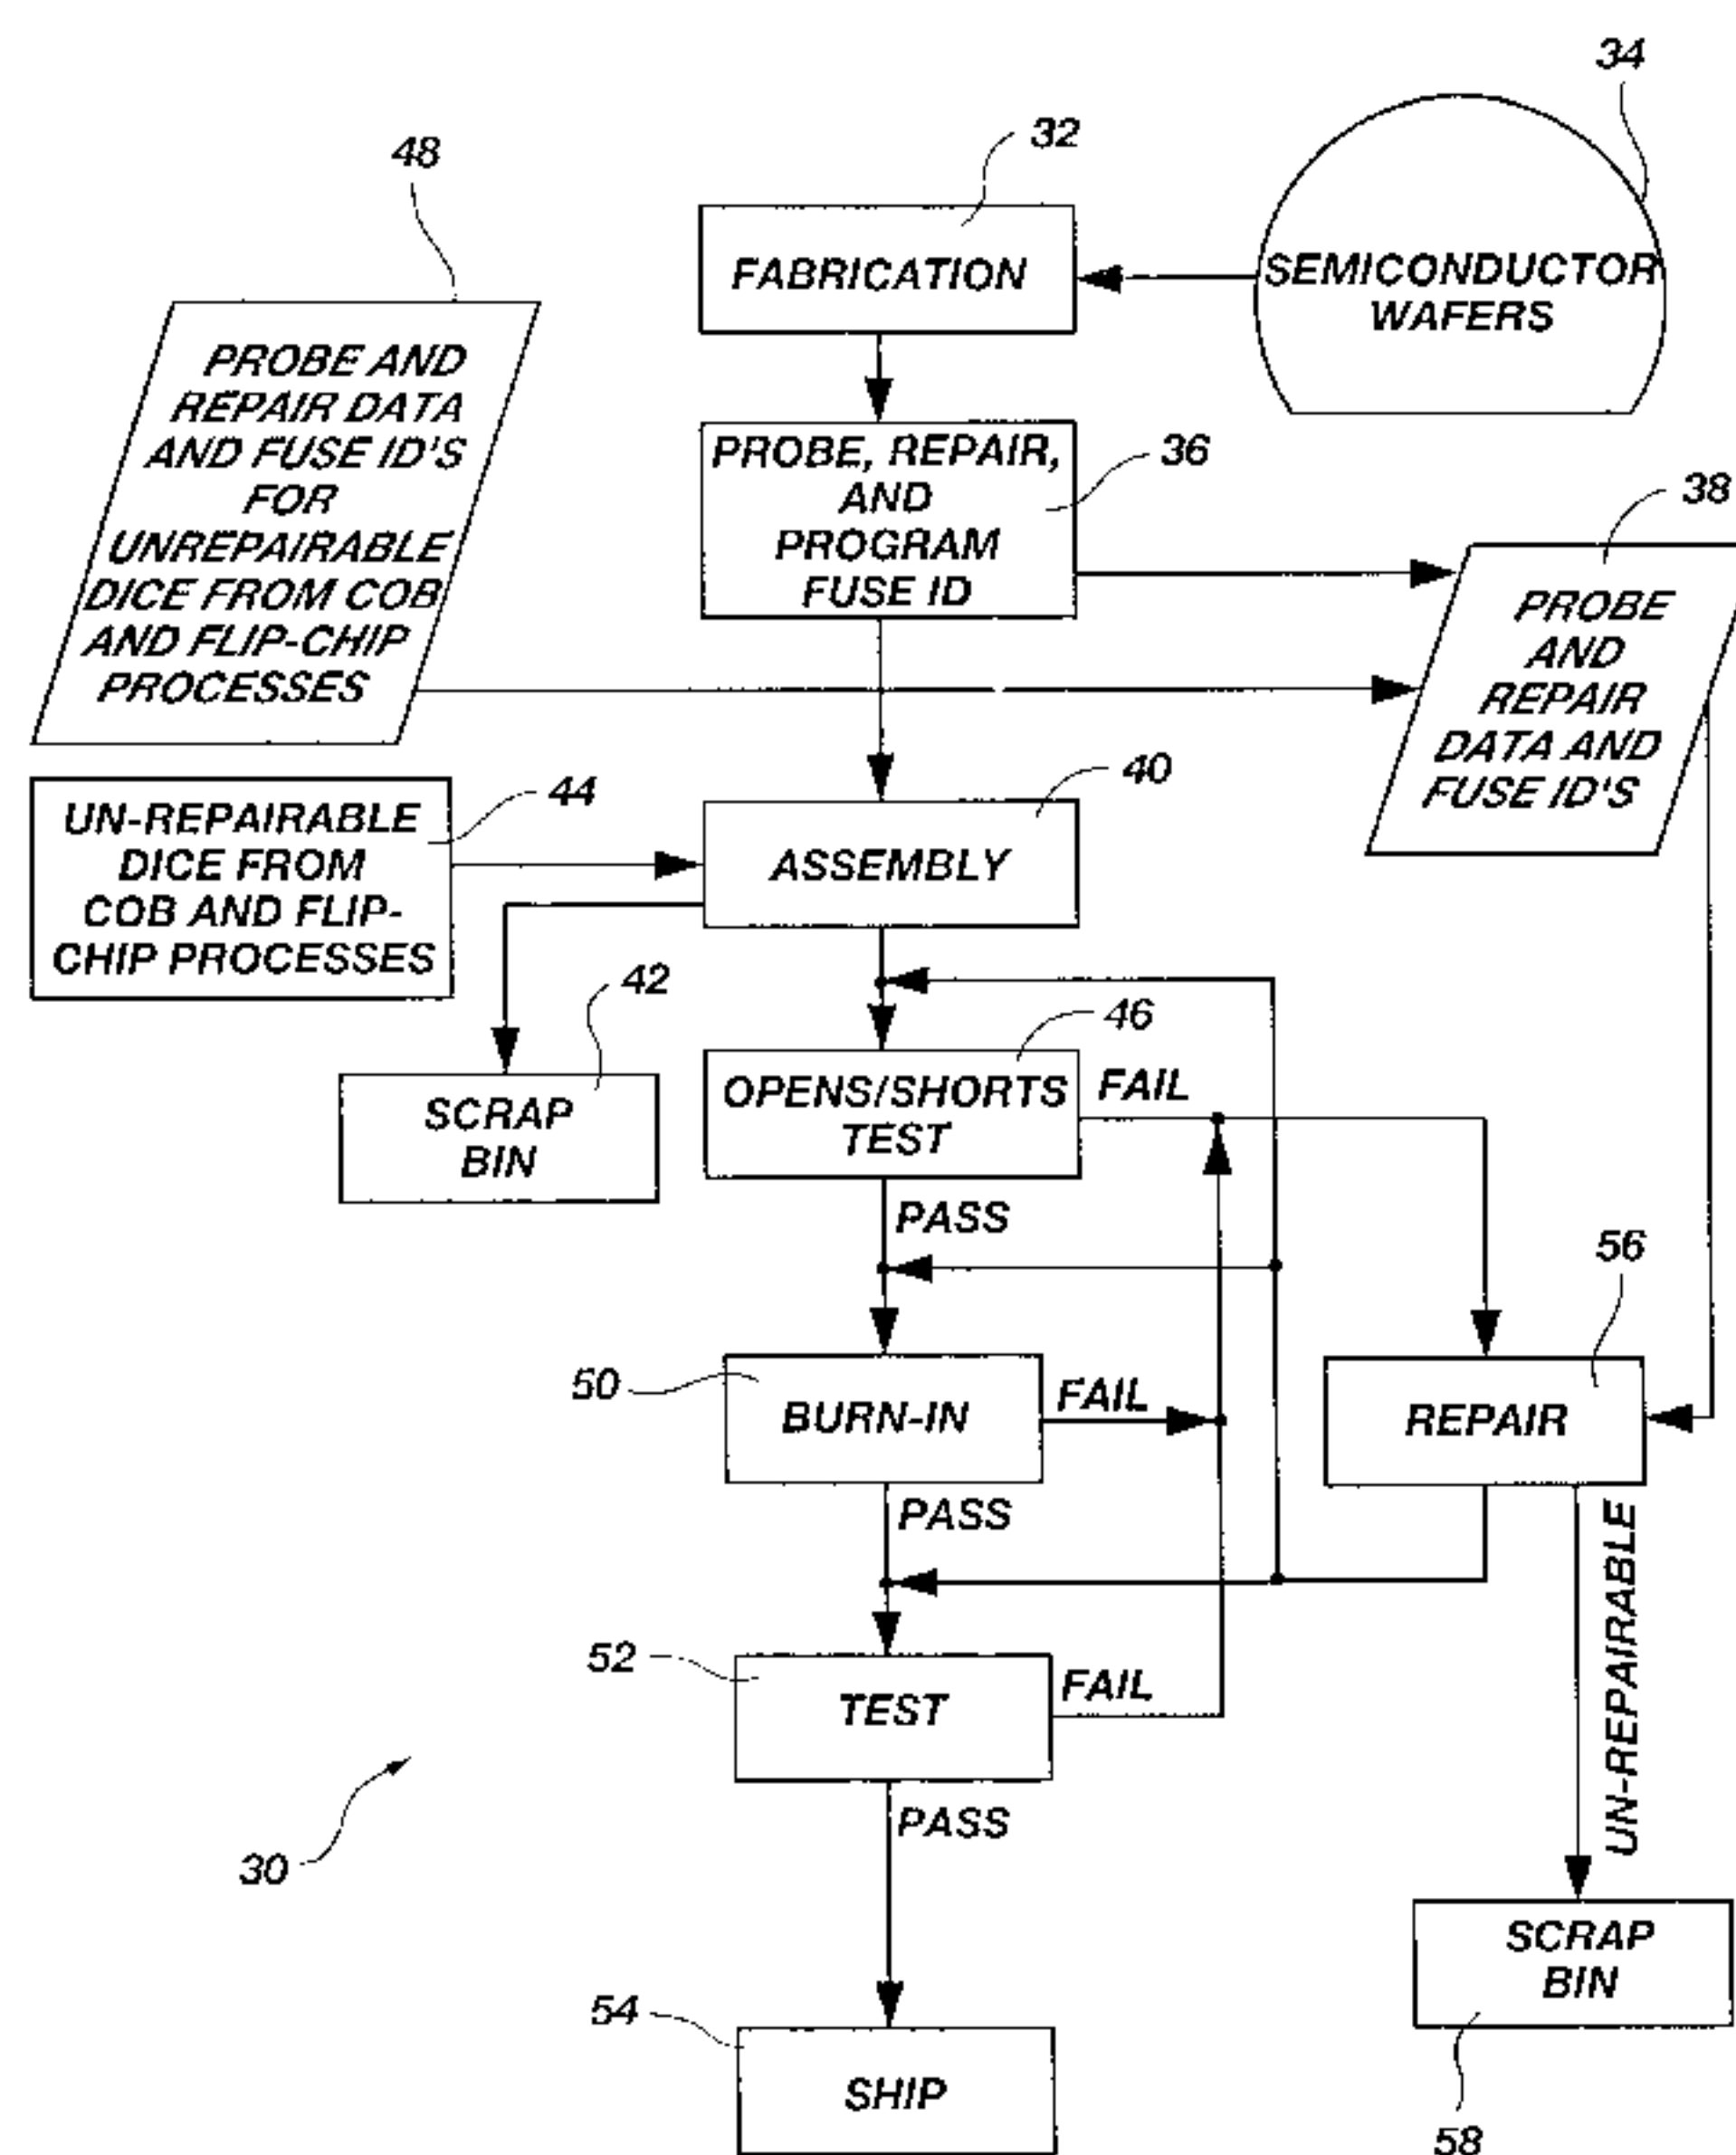 34
32
48
FABRICATION
SEMICONDUCTOR
WAFERS
PROBE AND
REPAIR DATA
AND FUSE ID'S
FOR
UNREPAIRABLE
DICE FROM COB
AND FLIP-CHIP
PROCESSES
PROBE, REPAIR,
AND
PROGRAM
FUSE ID
36
38
PROBE
AND
REPAIR
DATA AND
FUSE ID'S
40
44
UN-REPAIRABLE
DICE FROM
COB AND FLIP-
CHIP PROCESSES
ASSEMBLY
42
46
SCRAP
BIN
OPENS/SHORTS
TEST
FAIL
PASS
56
50
BURN-IN
FAIL
REPAIR
PASS
UN-REPAIRABLE
52
TEST
FAIL
PASS
30
SCRAP
BIN
54
SHIP
58